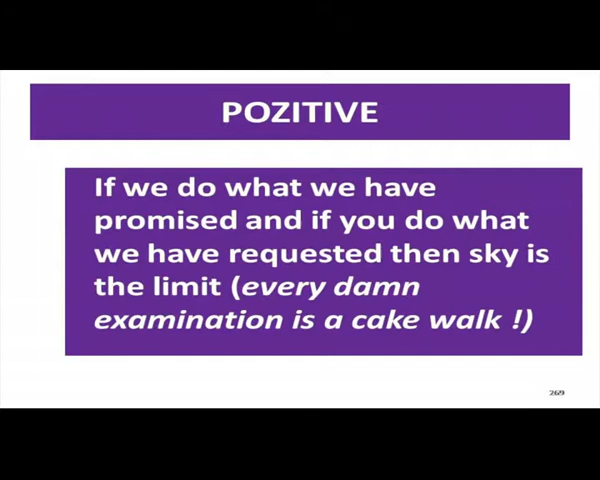 POZITIVE
If we do what we have
promised and if you do what
we have requested then sky is
the limit (every damn
examination is a cake walk !)
269